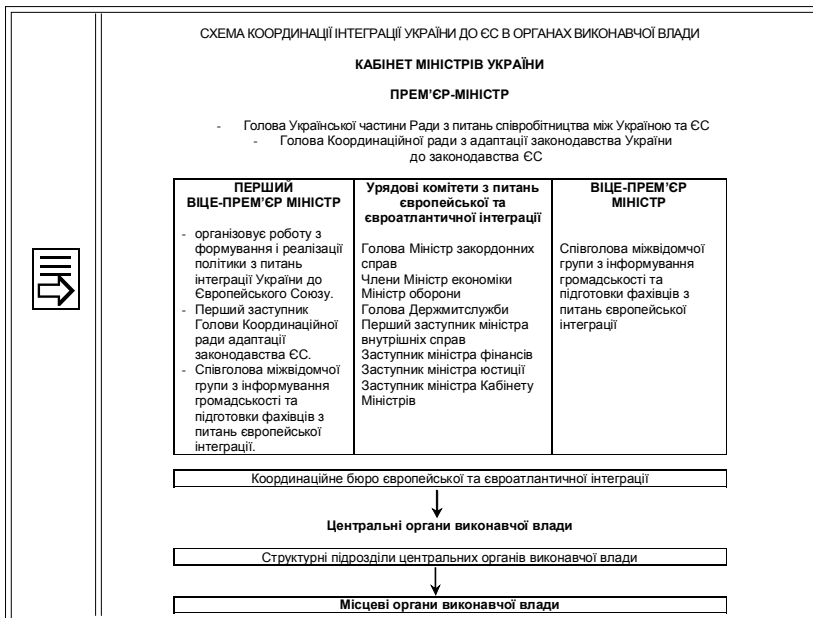 СХЕМА КООРДИНАЦІЇ ІНТЕГРАЦІЇ УКРАЇНИ ДО ЄС В ОРГАНАХ ВИКОНАВЧОЇ ВЛАДИ
КАБІНЕТ МІНІСТРІВ УКРАЇНИ
ПРЕМ’ЄР-МІНІСТР
- Голова Української частини Ради з питань співробітництва між Україною та ЄС
- Голова Координаційної ради з адаптації законодавства України
до законодавства ЄС
ПЕРШИЙ
ВІЦЕ-ПРЕМ’ЄР МІНІСТР
- організовує роботу з
формування і реалізації
політики з питань
інтеграції України до
Європейського Союзу.
- Перший заступник
Голови Координаційної
ради адаптації
законодавства ЄС.
- Співголова міжвідомчої
групи з інформування
громадськості та
підготовки фахівців з
питань європейської
інтеграції.
Урядові комітети з питань
європейської та
євроатлантичної інтеграції
Голова Міністр закордонних
справ
Члени Міністр економіки
Міністр оборони
Голова Держмитслужби
Перший заступник міністра
внутрішніх справ
Заступник міністра фінансів
Заступник міністра юстиції
Заступник міністра Кабінету
Міністрів
ВІЦЕ-ПРЕМ’ЄР
МІНІСТР
Співголова міжвідомчої
групи з інформування
громадськості та
підготовки фахівців з
питань європейської
інтеграції
Координаційне бюро європейської та євроатлантичної інтеграції
Центральні органи виконавчої влади
Структурні підрозділи центральних органів виконавчої влади
Місцеві органи виконавчої влади